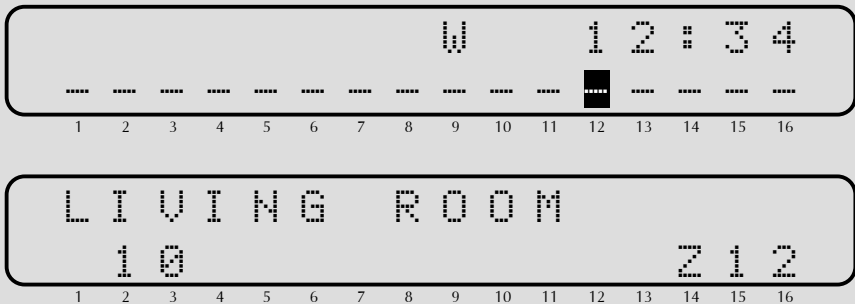 W 12:34
– – – – – – – – – – – – – – – –
1 2 3 4 5 6 7 8 9 10 11 12 13 14 15 16
LIVING ROOM
10 Z12
1 2 3 4 5 6 7 8 9 10 11 12 13 14 15 16